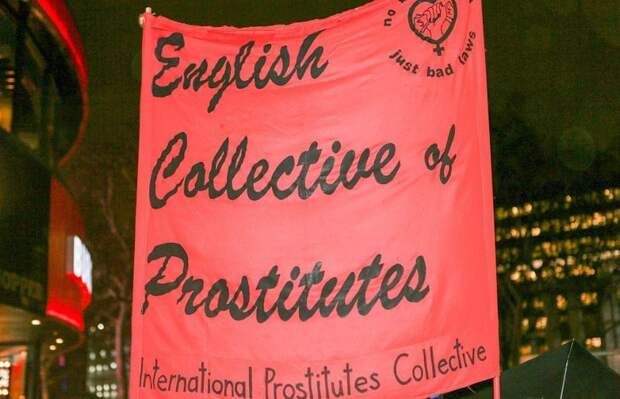 no
just bad laws
English
Collective of
Prostitutes
International Prostitutes Collective